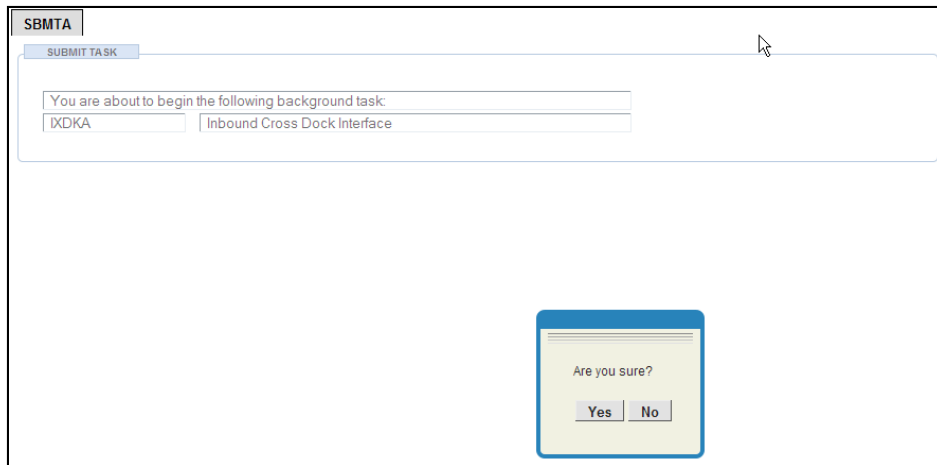 SBMTA
SUBMIT TASK
You are about to begin the following background task:
IXDKA Inbound Cross Dock Interface
Are you sure?
Yes No